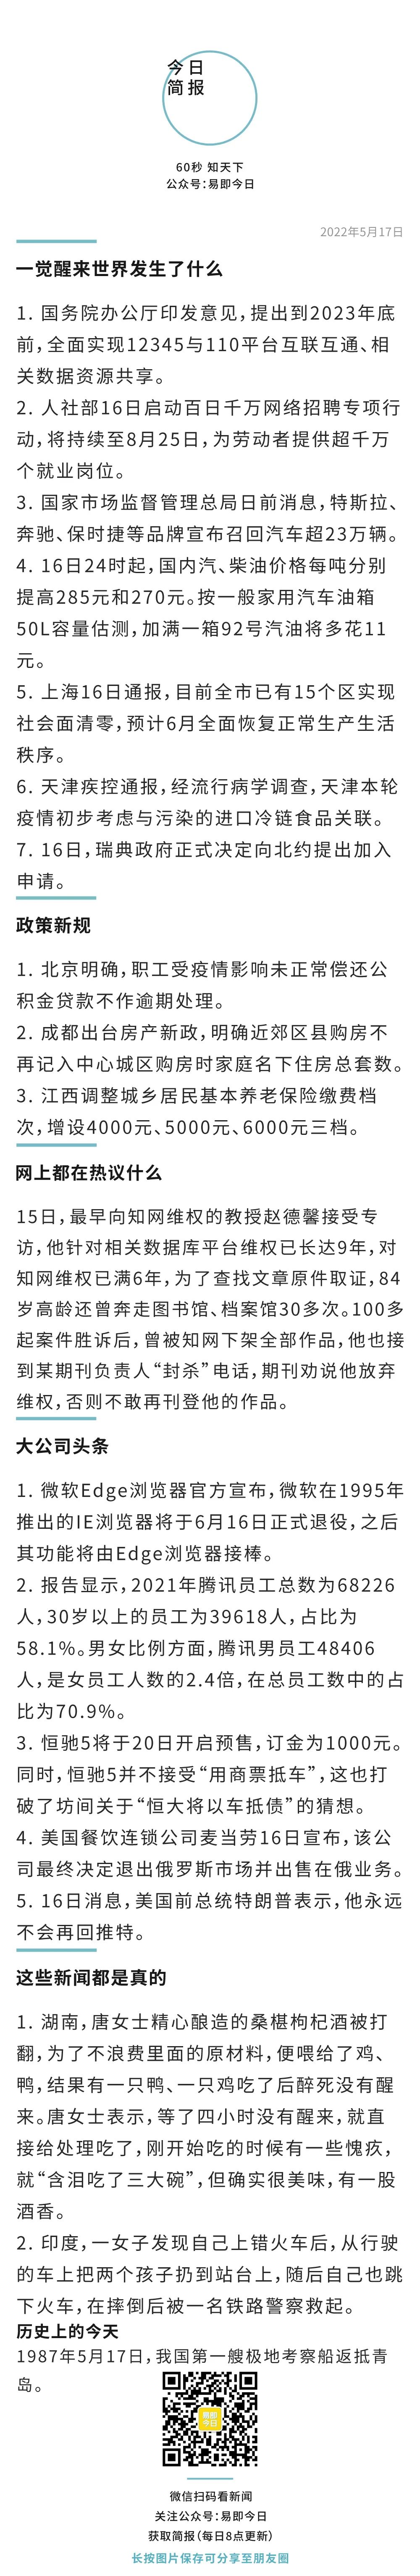 今日
简报
60秒 知天下
公众号:易即今日
2022年5月17日
一觉醒来世界发生了什么
1. 国务院办公厅印发意见,提出到2023年底
前,全面实现12345与110平台互联互通、相
关数据资源共享。
2. 人社部16日启动百日千万网络招聘专项行
动,将持续至8月25日,为劳动者提供超千万
个就业岗位。
3. 国家市场监督管理总局日前消息,特斯拉、
奔驰、保时捷等品牌宣布召回汽车超23万辆。
4. 16日24时起,国内汽、柴油价格每吨分别
提高285元和270元。按一般家用汽车油箱
50L容量估测,加满一箱92号汽油将多花11
元。
5. 上海16日通报,目前全市已有15个区实现
社会面清零,预计6月全面恢复正常生产生活
秩序。
6. 天津疾控通报,经流行病学调查,天津本轮
疫情初步考虑与污染的进口冷链食品关联。
7. 16日,瑞典政府正式决定向北约提出加入
申请。
政策新规
1. 北京明确,职工受疫情影响未正常偿还公
积金贷款不作逾期处理。
2. 成都出台房产新政,明确近郊区县购房不
再记入中心城区购房时家庭名下住房总套数。
3. 江西调整城乡居民基本养老保险缴费档
次,增设4000元、5000元、6000元三档。
网上都在热议什么
15日,最早向知网维权的教授赵德馨接受专
访,他针对相关数据库平台维权已长达9年,对
知网维权已满6年,为了查找文章原件取证,84
岁高龄还曾奔走图书馆、档案馆30多次。100多
起案件胜诉后,曾被知网下架全部作品,他也接
到某期刊负责人“封杀”电话,期刊劝说他放弃
维权,否则不敢再刊登他的作品。
大公司头条
1. 微软Edge浏览器官方宣布,微软在1995年
推出的IE浏览器将于6月16日正式退役,之后
其功能将由Edge浏览器接棒。
2. 报告显示,2021年腾讯员工总数为68226
人,30岁以上的员工为39618人,占比为
58.1%。男女比例方面,腾讯男员工48406
人,是女员工人数的2.4倍,在总员工数中的占
比为70.9%。
3. 恒驰5将于20日开启预售,订金为1000元。
同时,恒驰5并不接受“用商票抵车”,这也打
破了坊间关于“恒大将以车抵债”的猜想。
4. 美国餐饮连锁公司麦当劳16日宣布,该公
司最终决定退出俄罗斯市场并出售在俄业务。
5. 16日消息,美国前总统特朗普表示,他永远
不会再回推特。
这些新闻都是真的
1. 湖南,唐女士精心酿造的桑椹枸杞酒被打
翻,为了不浪费里面的原材料,便喂给了鸡、
鸭,结果有一只鸭、一只鸡吃了后醉死没有醒
来。唐女士表示,等了四小时没有醒来,就直
接给处理吃了,刚开始吃的时候有一些愧疚,
就“含泪吃了三大碗”,但确实很美味,有一股
酒香。
2. 印度,一女子发现自己上错火车后,从行驶
的车上把两个孩子扔到站台上,随后自己也跳
下火车,在摔倒后被一名铁路警察救起。
历史上的今天
1987年5月17日,我国第一艘极地考察船返抵青
岛。
易即
今日
微信扫码看新闻
关注公众号:易即今日
获取简报(每日8点更新)
长按图片保存可分享至朋友圈